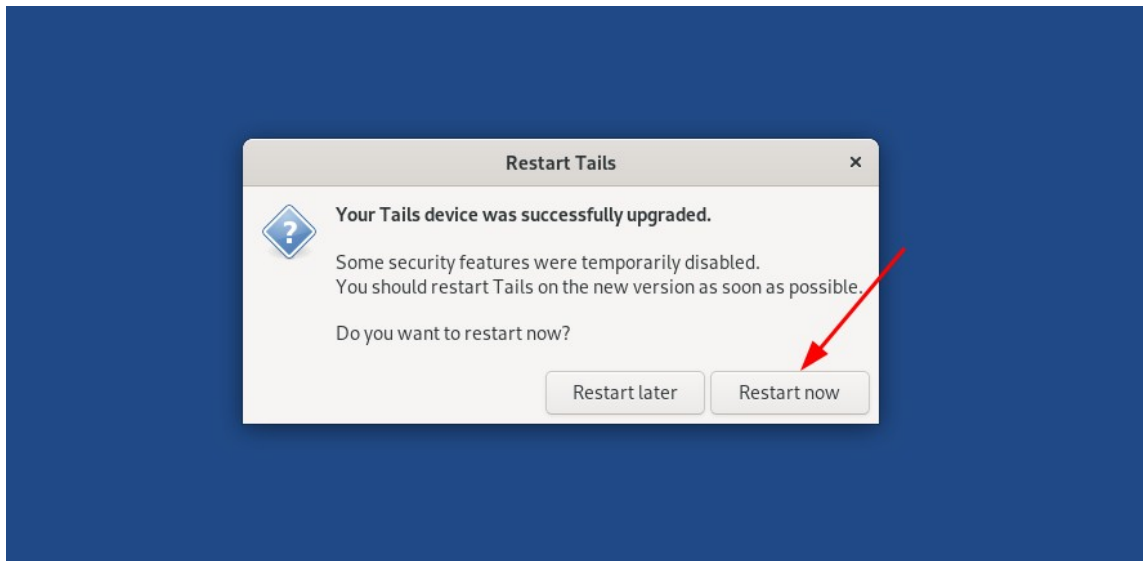 Restart Tails
Your Tails device was successfully upgraded.
Some security features were temporarily disabled.
You should restart Tails on the new version as soon as possible.
Do you want to restart now?
Restart later
Restart now